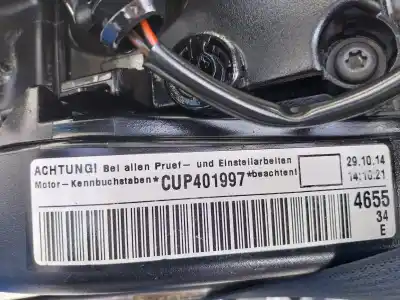 ACHTUNG! Bei allen Pruef- und Einstellarbeiten
Motor-Kennbuchstaben*CUP401997*beachten!
29.10.14
14:10:21
4655
34
E